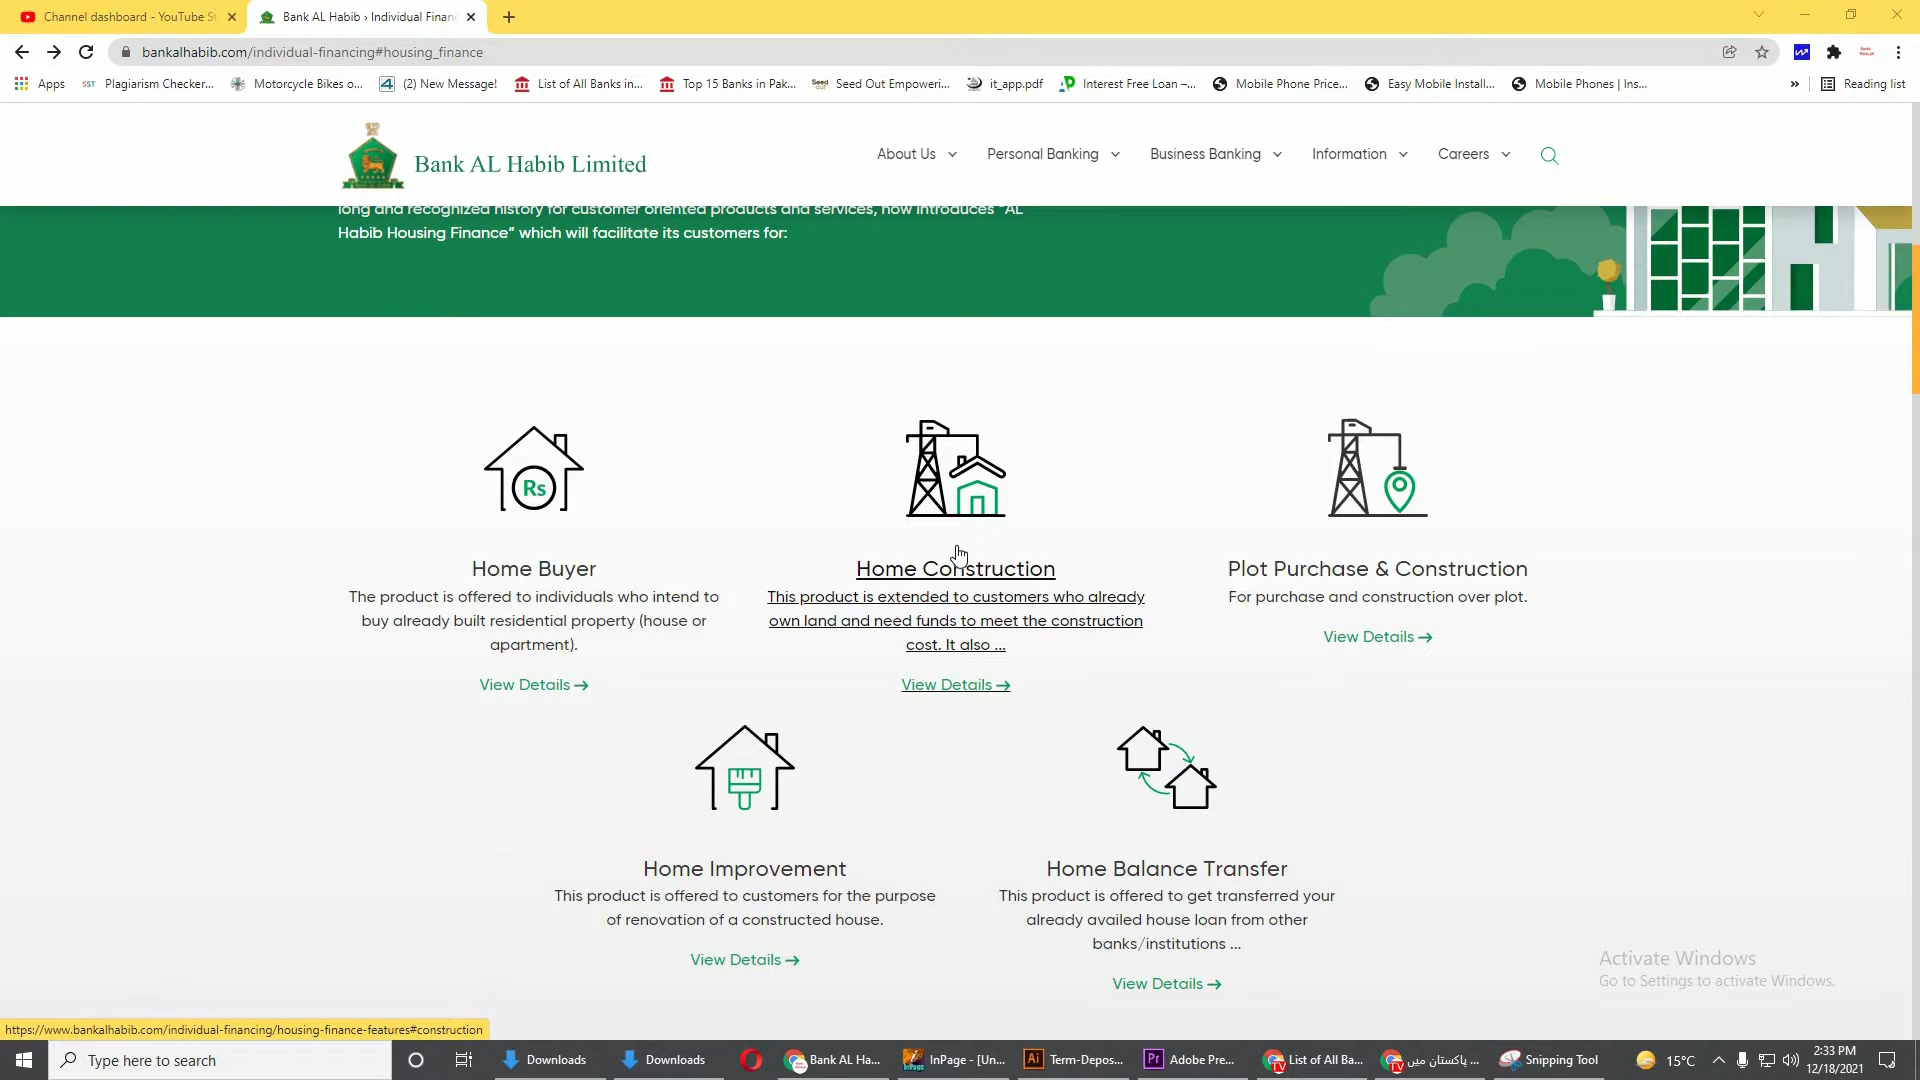 Channel dashboard - YouTube St
Bank AL Habib › Individual Financ
bankalhabib.com/individual-financing#housing_finance
Apps
SST Plagiarism Checker...
Motorcycle Bikes o...
(2) New Message!
List of All Banks in...
Top 15 Banks in Pak...
Seed Out Empoweri...
it_app.pdf
Interest Free Loan –...
Mobile Phone Price...
Easy Mobile Install...
Mobile Phones | Ins...
»
Reading list
Bank AL Habib Limited
About Us
Personal Banking
Business Banking
Information
Careers
long and recognized history for customer oriented products and services, now introduces “AL
Habib Housing Finance” which will facilitate its customers for:
Rs
Home Buyer
The product is offered to individuals who intend to
buy already built residential property (house or
apartment).
View Details →
Home Construction
This product is extended to customers who already
own land and need funds to meet the construction
cost. It also ...
View Details →
Plot Purchase & Construction
For purchase and construction over plot.
View Details →
Home Improvement
This product is offered to customers for the purpose
of renovation of a constructed house.
View Details →
Home Balance Transfer
This product is offered to get transferred your
already availed house loan from other
banks/institutions ...
View Details →
Activate Windows
Go to Settings to activate Windows.
https://www.bankalhabib.com/individual-financing/housing-finance-features#construction
Type here to search
Downloads
Downloads
Bank AL Ha...
InPage - [Un...
Ai Term-Depos...
Pr Adobe Pre...
TV List of All Ba...
TV پاکستان میں ...
Snipping Tool
15°C
2:33 PM
12/18/2021